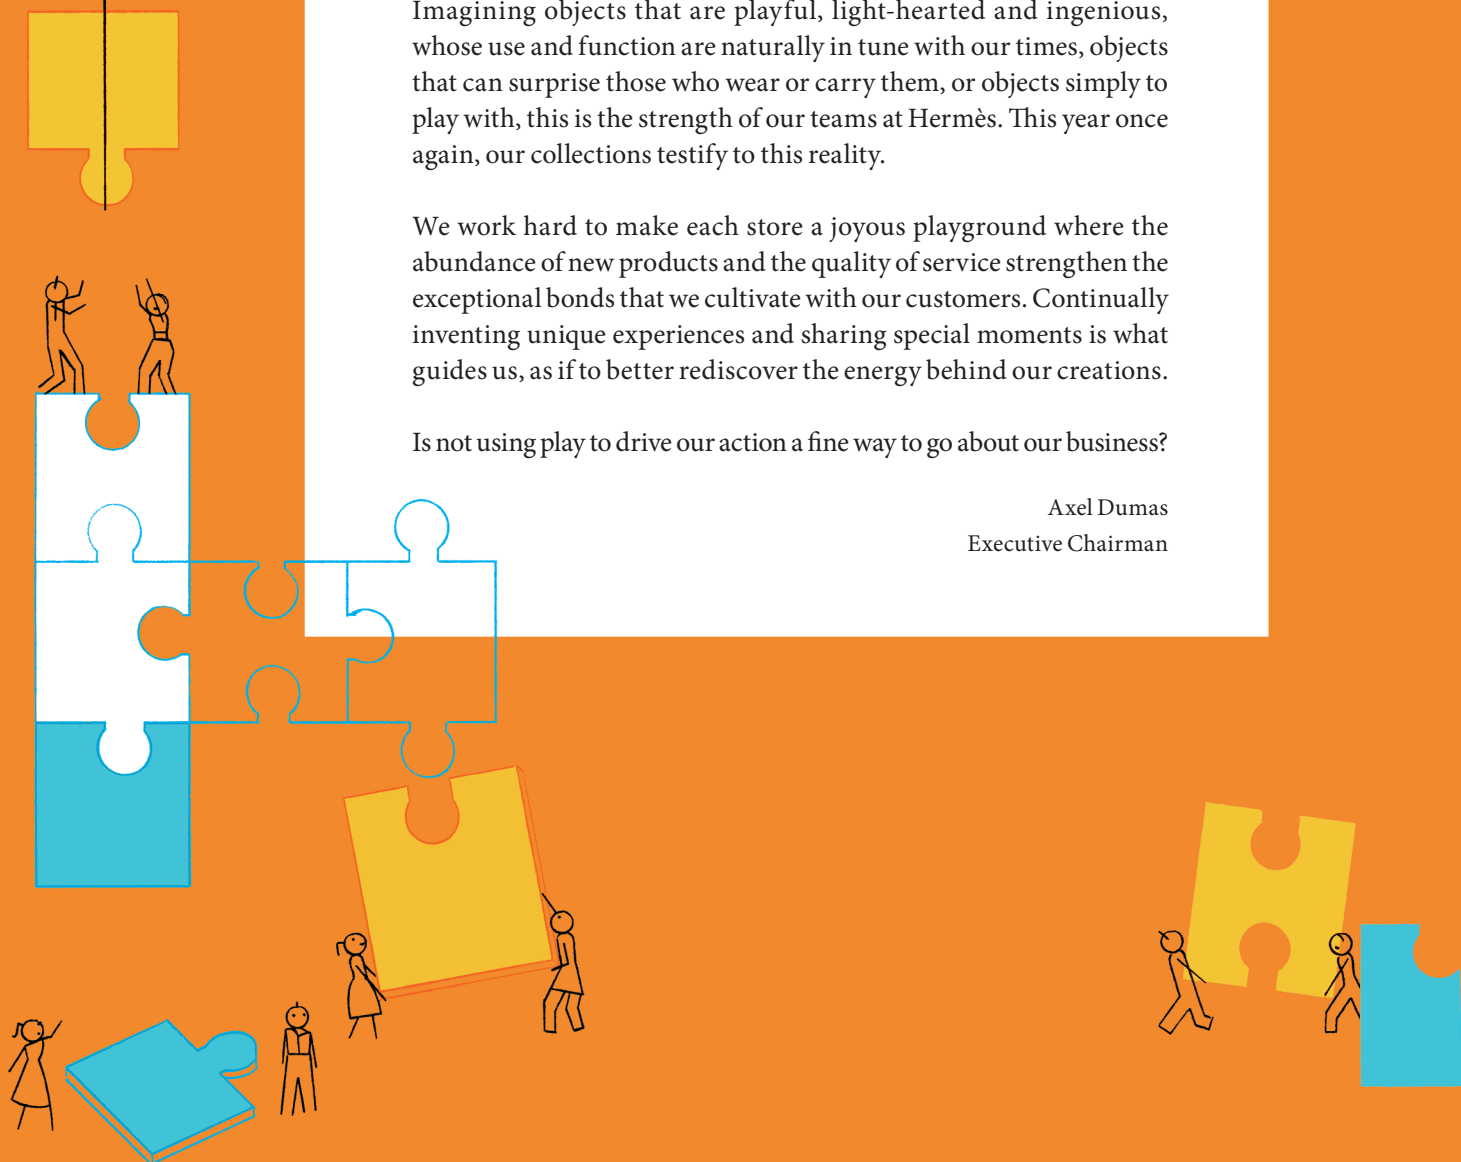 Imagining objects that are playful, light-hearted and ingenious,
whose use and function are naturally in tune with our times, objects
that can surprise those who wear or carry them, or objects simply to
play with, this is the strength of our teams at Hermès. This year once
again, our collections testify to this reality.
We work hard to make each store a joyous playground where the
abundance of new products and the quality of service strengthen the
exceptional bonds that we cultivate with our customers. Continually
inventing unique experiences and sharing special moments is what
guides us, as if to better rediscover the energy behind our creations.
Is not using play to drive our action a fine way to go about our business?
Axel Dumas
Executive Chairman